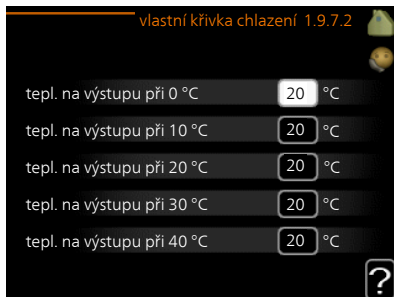 vlastní křivka chlazení 1.9.7.2
tepl. na výstupu při 0 °C 20 °C
tepl. na výstupu při 10 °C 20 °C
tepl. na výstupu při 20 °C 20 °C
tepl. na výstupu při 30 °C 20 °C
tepl. na výstupu při 40 °C 20 °C
?